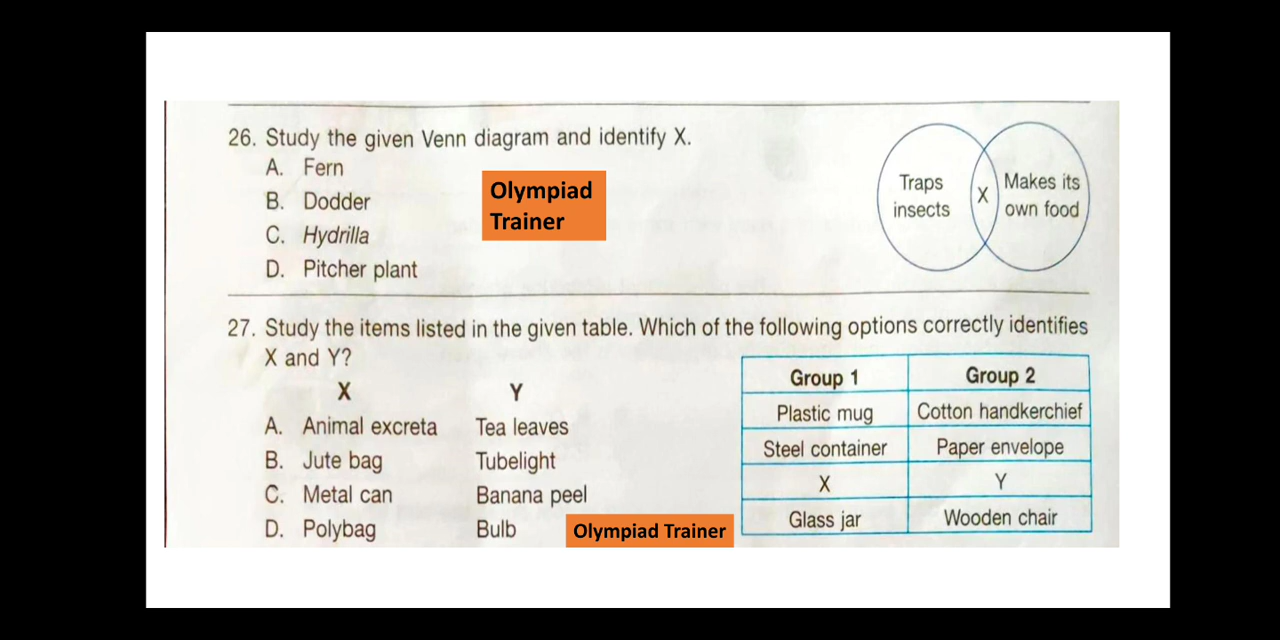 26. Study the given Venn diagram and identify X.
A. Fern
B. Dodder
C. Hydrilla
D. Pitcher plant
Olympiad
Trainer
Traps
insects
X
Makes its
own food
27. Study the items listed in the given table. Which of the following options correctly identifies
X and Y?
X Y
A. Animal excreta Tea leaves
B. Jute bag Tubelight
C. Metal can Banana peel
D. Polybag Bulb
Olympiad Trainer
Group 1 Group 2
Plastic mug Cotton handkerchief
Steel container Paper envelope
X Y
Glass jar Wooden chair